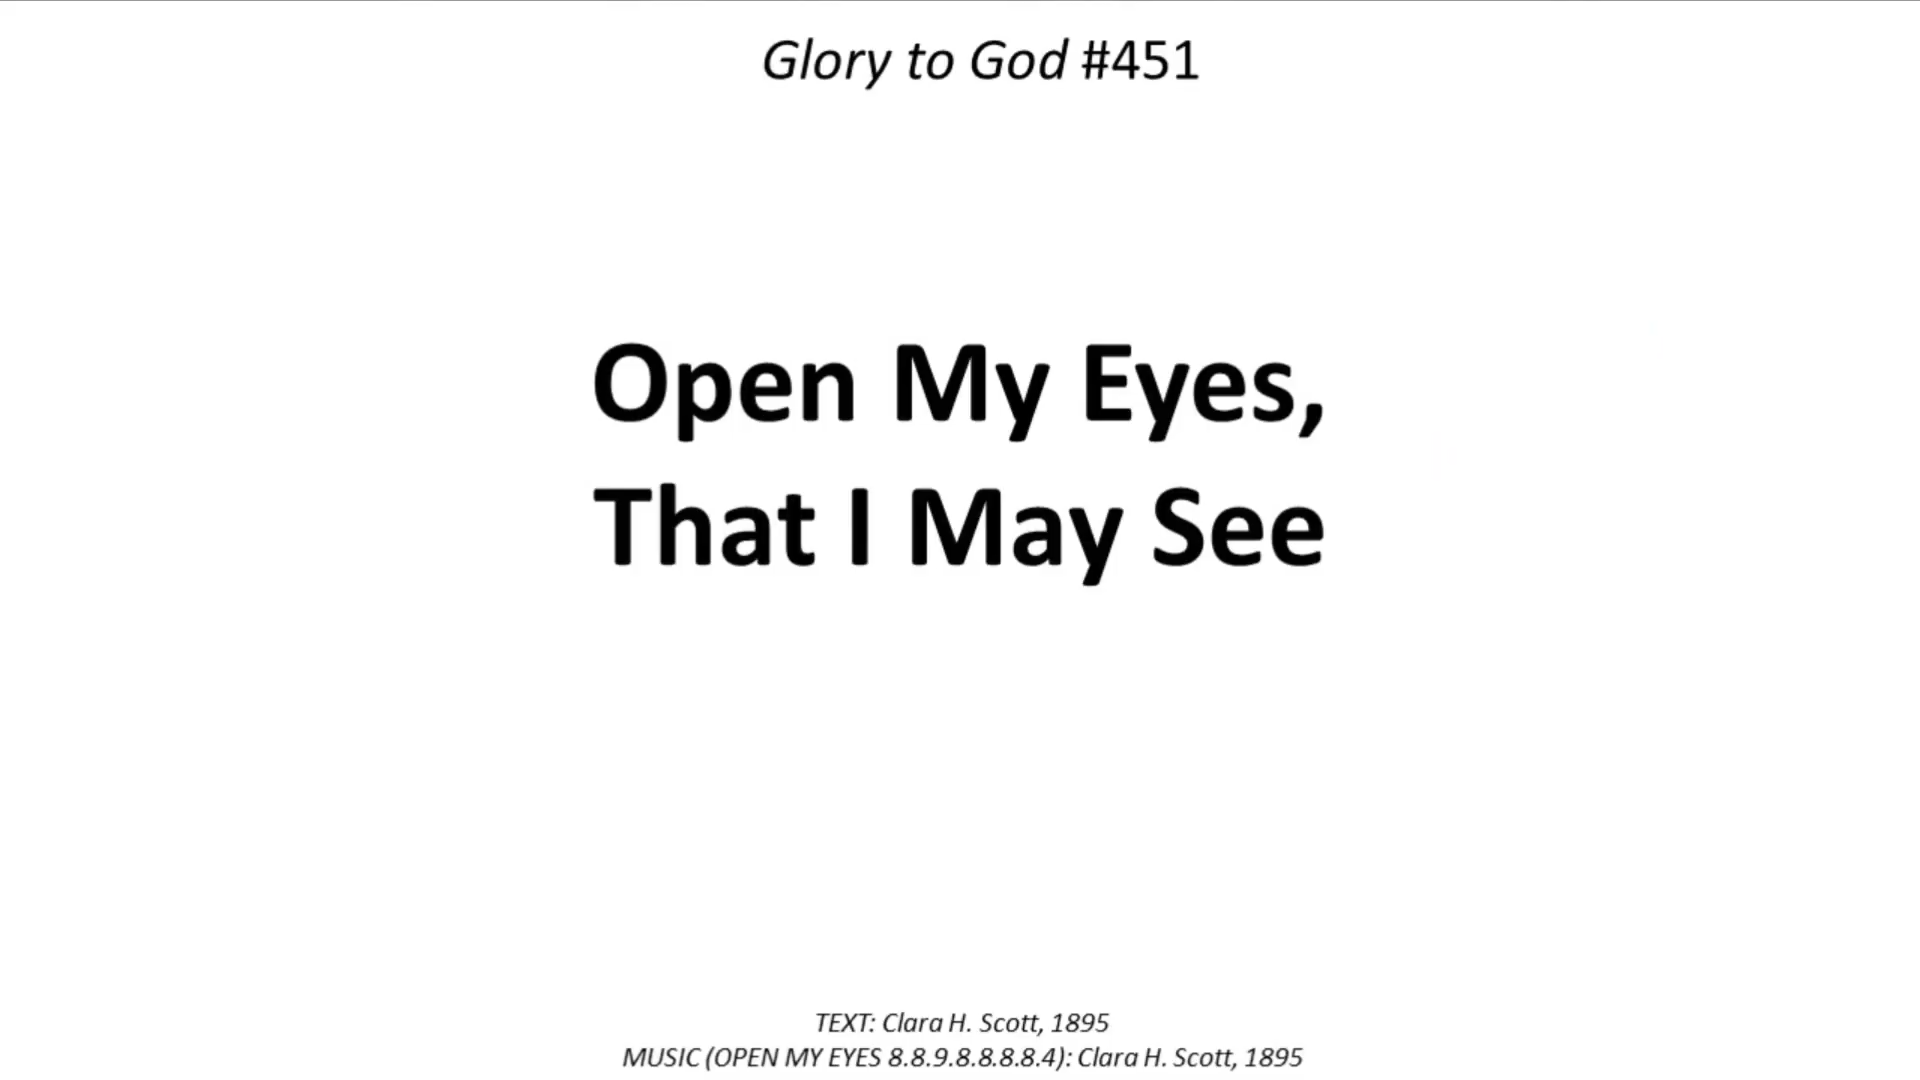 Glory to God #451
Open My Eyes,
That I May See
TEXT: Clara H. Scott, 1895
MUSIC (OPEN MY EYES 8.8.9.8.8.8.8.4): Clara H. Scott, 1895